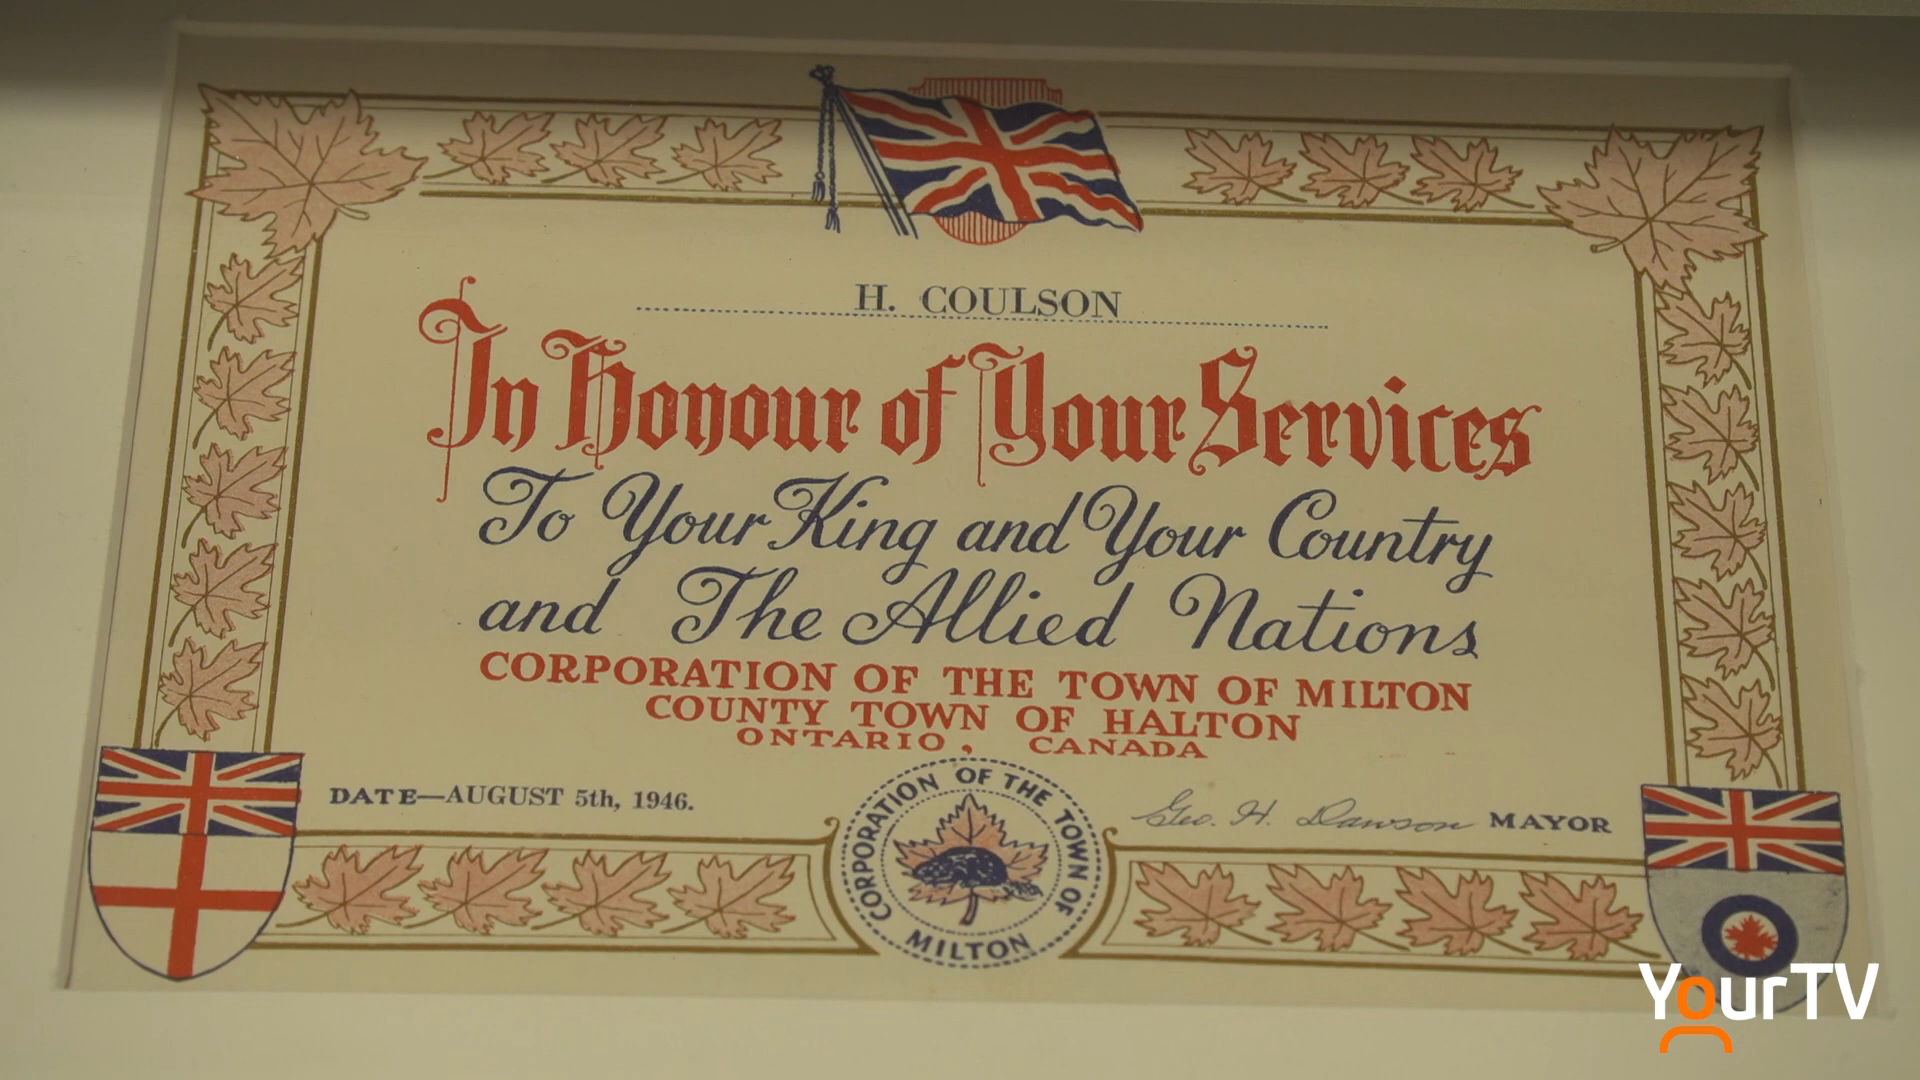 H. COULSON
In Honour of Your Services
To Your King and Your Country
and The Allied Nations
CORPORATION OF THE TOWN OF MILTON
COUNTY TOWN OF HALTON
ONTARIO, CANADA
DATE—AUGUST 5th, 1946.
Geo. H. Dawson MAYOR
CORPORATION OF THE TOWN OF
MILTON
YourTV